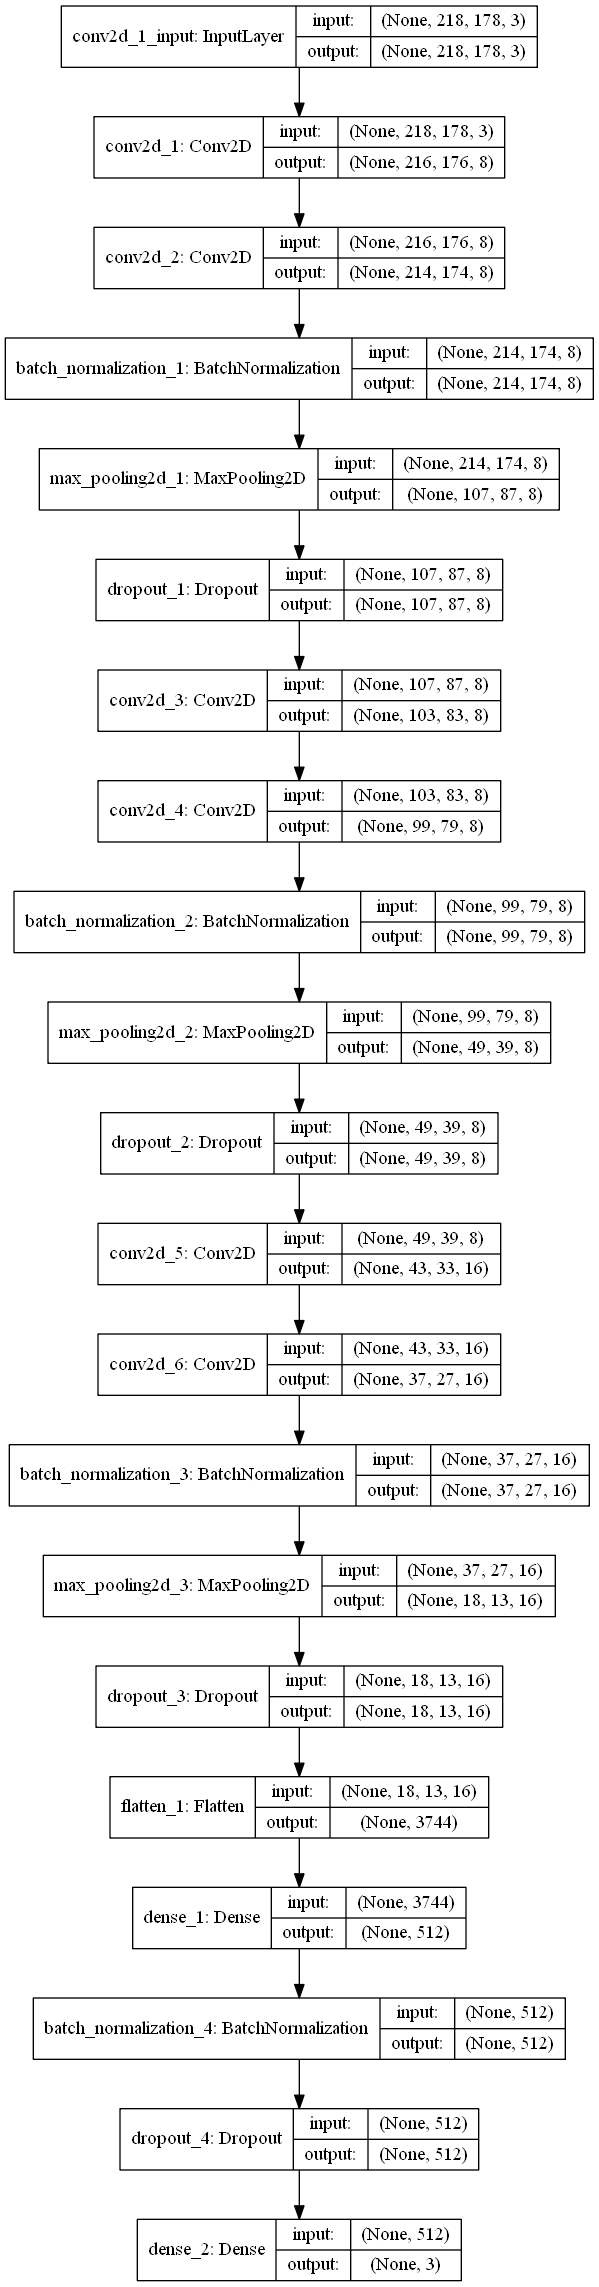 conv2d_1_input: InputLayer
input: (None, 218, 178, 3)
output: (None, 218, 178, 3)
conv2d_1: Conv2D
input: (None, 218, 178, 3)
output: (None, 216, 176, 8)
conv2d_2: Conv2D
input: (None, 216, 176, 8)
output: (None, 214, 174, 8)
batch_normalization_1: BatchNormalization
input: (None, 214, 174, 8)
output: (None, 214, 174, 8)
max_pooling2d_1: MaxPooling2D
input: (None, 214, 174, 8)
output: (None, 107, 87, 8)
dropout_1: Dropout
input: (None, 107, 87, 8)
output: (None, 107, 87, 8)
conv2d_3: Conv2D
input: (None, 107, 87, 8)
output: (None, 103, 83, 8)
conv2d_4: Conv2D
input: (None, 103, 83, 8)
output: (None, 99, 79, 8)
batch_normalization_2: BatchNormalization
input: (None, 99, 79, 8)
output: (None, 99, 79, 8)
max_pooling2d_2: MaxPooling2D
input: (None, 99, 79, 8)
output: (None, 49, 39, 8)
dropout_2: Dropout
input: (None, 49, 39, 8)
output: (None, 49, 39, 8)
conv2d_5: Conv2D
input: (None, 49, 39, 8)
output: (None, 43, 33, 16)
conv2d_6: Conv2D
input: (None, 43, 33, 16)
output: (None, 37, 27, 16)
batch_normalization_3: BatchNormalization
input: (None, 37, 27, 16)
output: (None, 37, 27, 16)
max_pooling2d_3: MaxPooling2D
input: (None, 37, 27, 16)
output: (None, 18, 13, 16)
dropout_3: Dropout
input: (None, 18, 13, 16)
output: (None, 18, 13, 16)
flatten_1: Flatten
input: (None, 18, 13, 16)
output: (None, 3744)
dense_1: Dense
input: (None, 3744)
output: (None, 512)
batch_normalization_4: BatchNormalization
input: (None, 512)
output: (None, 512)
dropout_4: Dropout
input: (None, 512)
output: (None, 512)
dense_2: Dense
input: (None, 512)
output: (None, 3)